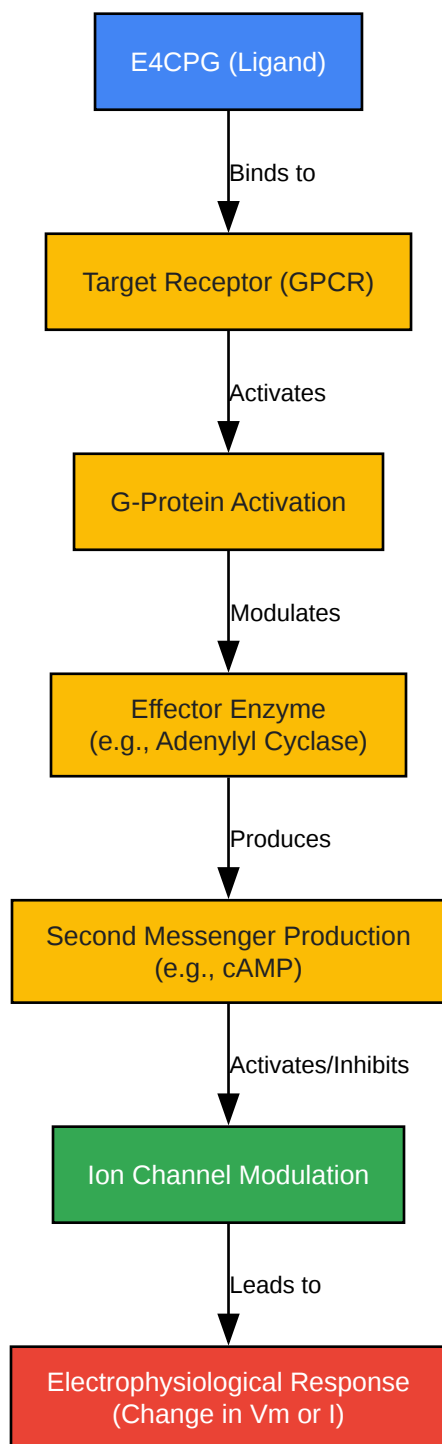 E4CPG (Ligand)
Binds to
Target Receptor (GPCR)
Activates
G-Protein Activation
Modulates
Effector Enzyme
(e.g., Adenylyl Cyclase)
Produces
Second Messenger Production
(e.g., cAMP)
Activates/Inhibits
Ion Channel Modulation
Leads to
Electrophysiological Response
(Change in Vm or I)